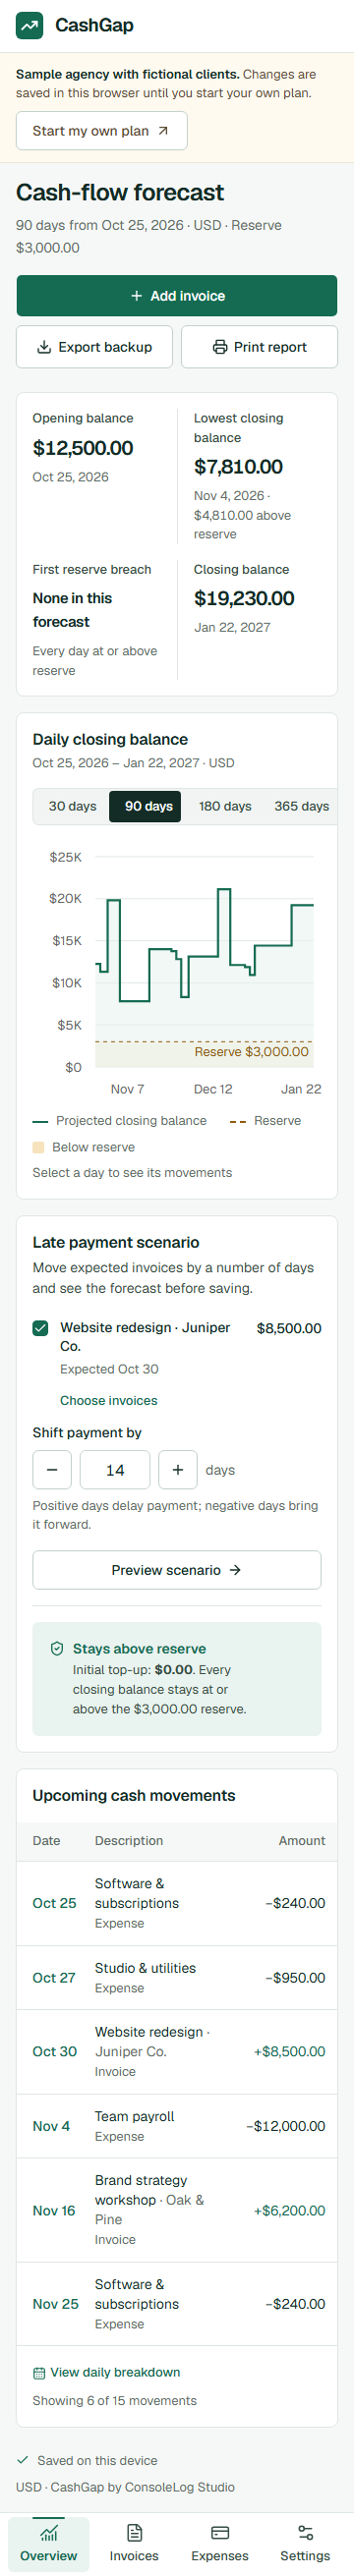 CashGap
Sample agency with fictional clients. Changes are
saved in this browser until you start your own plan.
Start my own plan
Cash-flow forecast
90 days from Oct 25, 2026 · USD · Reserve
$3,000.00
+ Add invoice
Export backup
Print report
Opening balance
$12,500.00
Oct 25, 2026
Lowest closing
balance
$7,810.00
Nov 4, 2026 ·
$4,810.00 above
reserve
First reserve breach
None in this
forecast
Every day at or above
reserve
Closing balance
$19,230.00
Jan 22, 2027
Daily closing balance
Oct 25, 2026 – Jan 22, 2027 · USD
30 days 90 days 180 days 365 days
$25K
$20K
$15K
$10K
$5K
$0
Reserve $3,000.00
Nov 7 Dec 12 Jan 22
Projected closing balance Reserve
Below reserve
Select a day to see its movements
Late payment scenario
Move expected invoices by a number of days
and see the forecast before saving.
Website redesign · Juniper $8,500.00
Co.
Expected Oct 30
Choose invoices
Shift payment by
− 14 + days
Positive days delay payment; negative days bring
it forward.
Preview scenario →
Stays above reserve
Initial top-up: $0.00. Every
closing balance stays at or
above the $3,000.00 reserve.
Upcoming cash movements
Date Description Amount
Oct 25 Software & −$240.00
subscriptions
Expense
Oct 27 Studio & utilities −$950.00
Expense
Oct 30 Website redesign · +$8,500.00
Juniper Co.
Invoice
Nov 4 Team payroll −$12,000.00
Expense
Nov 16 Brand strategy +$6,200.00
workshop · Oak &
Pine
Invoice
Nov 25 Software & −$240.00
subscriptions
Expense
View daily breakdown
Showing 6 of 15 movements
Saved on this device
USD · CashGap by ConsoleLog Studio
Overview Invoices Expenses Settings